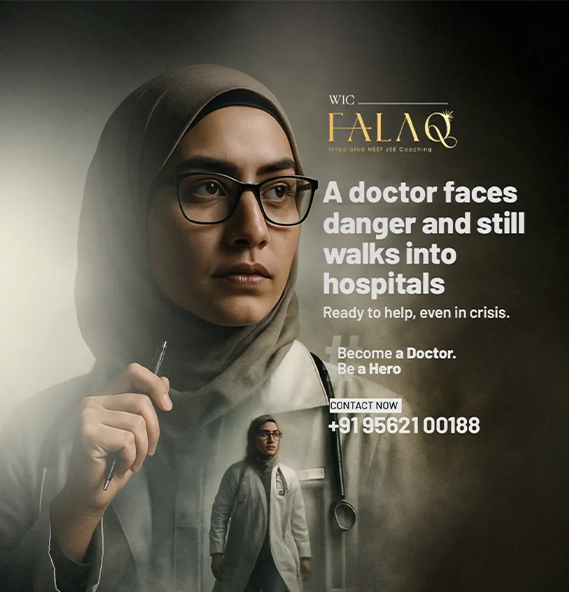 WIC
FALAQ
Integrated NEET JEE Coaching
A doctor faces
danger and still
walks into
hospitals
Ready to help, even in crisis.
#
Become a Doctor.
Be a Hero
CONTACT NOW
+91 95621 00188